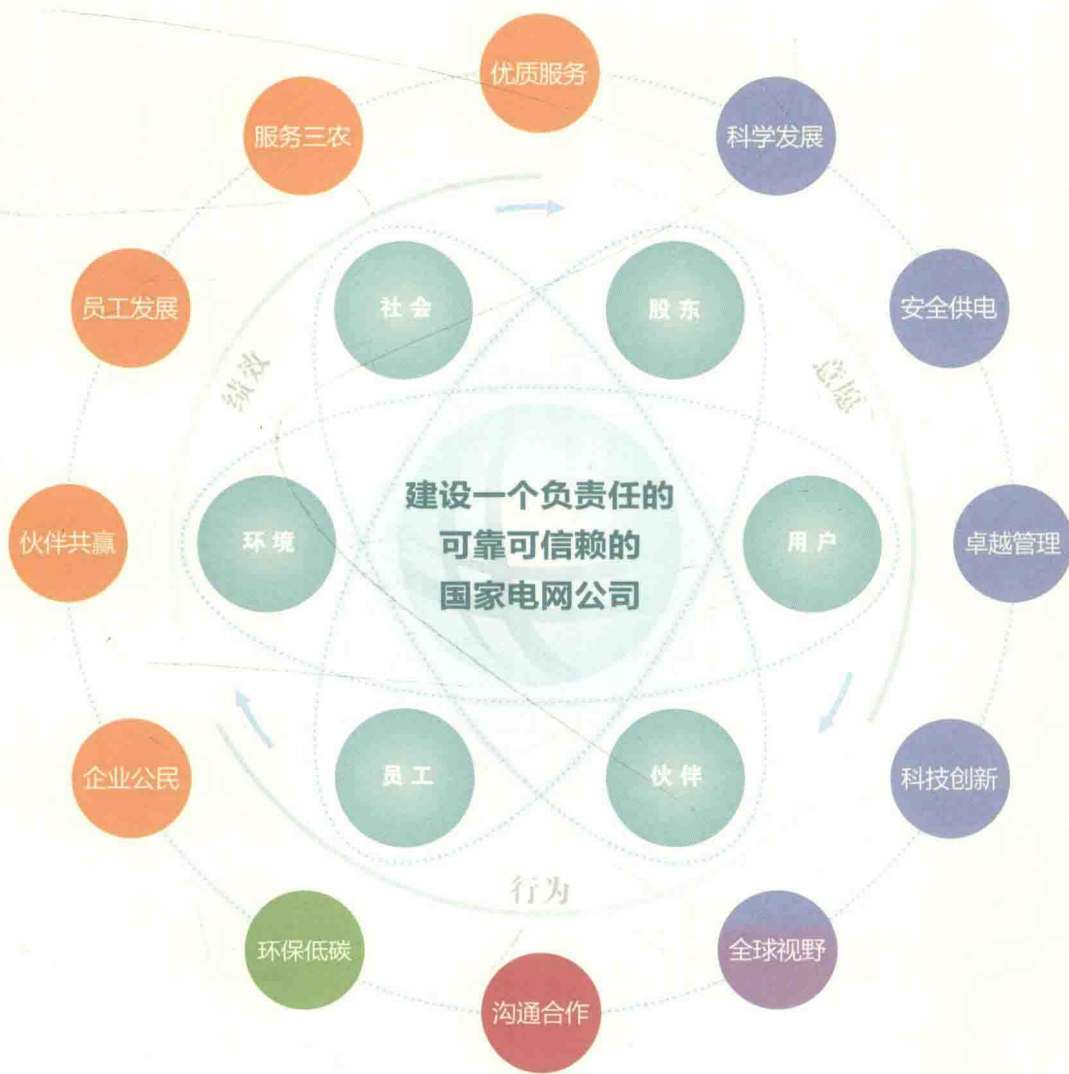 优质服务
服务三农
科学发展
员工发展
安全供电
社会
股东
绩效
意愿
伙伴共赢
环境
建设一个负责任的
可靠可信赖的
国家电网公司
用户
卓越管理
企业公民
员工
伙伴
科技创新
行为
环保低碳
全球视野
沟通合作